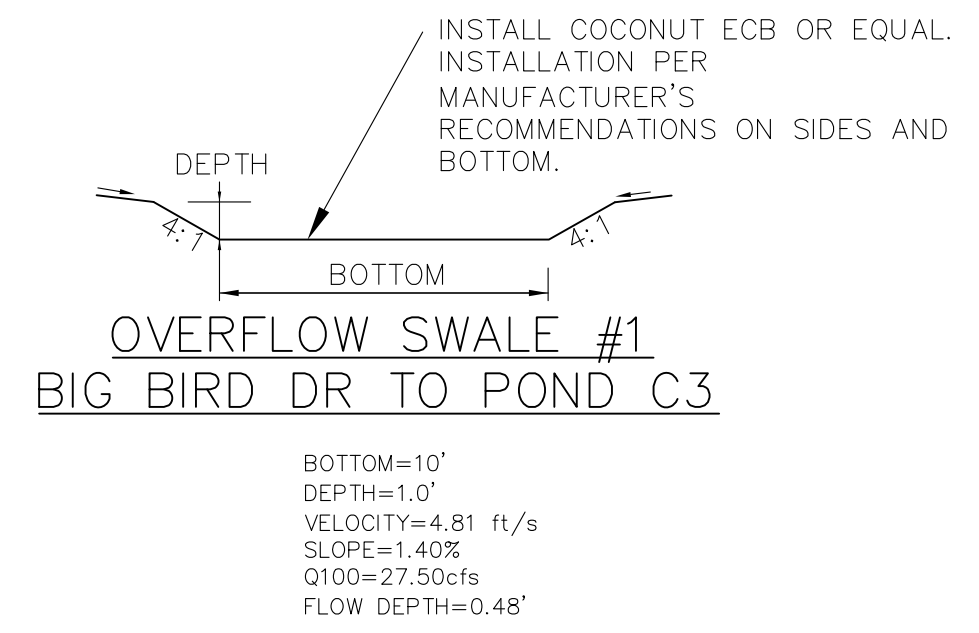 INSTALL COCONUT ECB OR EQUAL.
INSTALLATION PER
MANUFACTURER'S
RECOMMENDATIONS ON SIDES AND
BOTTOM.
DEPTH
4:1
4:1
BOTTOM
OVERFLOW SWALE #1
BIG BIRD DR TO POND C3
BOTTOM=10'
DEPTH=1.0'
VELOCITY=4.81 ft/s
SLOPE=1.40%
Q100=27.50cfs
FLOW DEPTH=0.48'